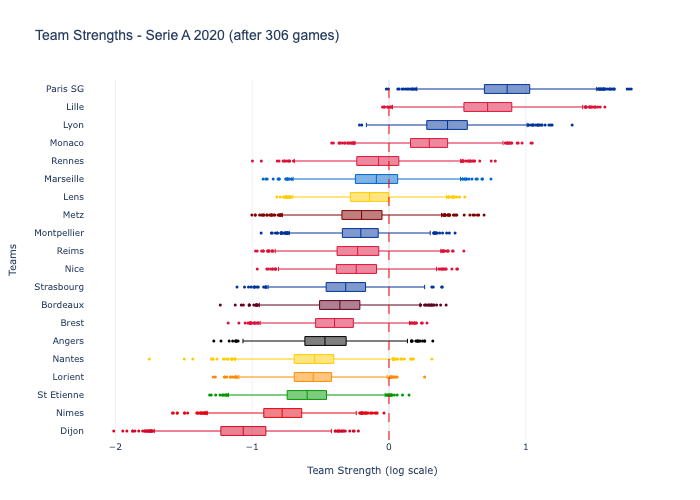 Team Strengths - Serie A 2020 (after 306 games)
Paris SG
Lille
Lyon
Monaco
Rennes
Marseille
Lens
Metz
Montpellier
Reims
Nice
Strasbourg
Bordeaux
Brest
Angers
Nantes
Lorient
St Etienne
Nimes
Dijon
Teams
−2 −1 0 1
Team Strength (log scale)